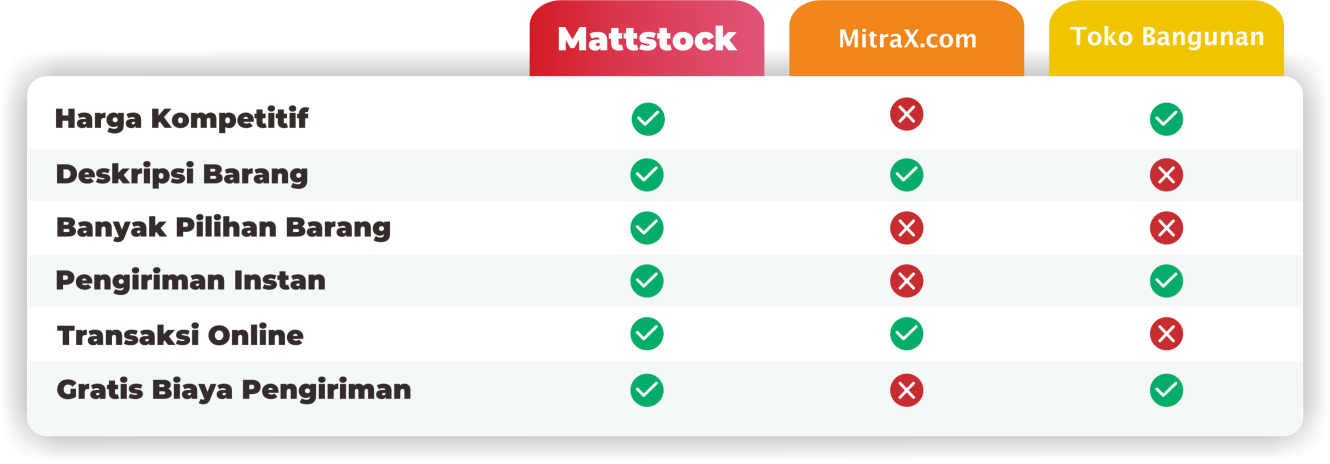 Mattstock MitraX.com Toko Bangunan
Harga Kompetitif
Deskripsi Barang
Banyak Pilihan Barang
Pengiriman Instan
Transaksi Online
Gratis Biaya Pengiriman